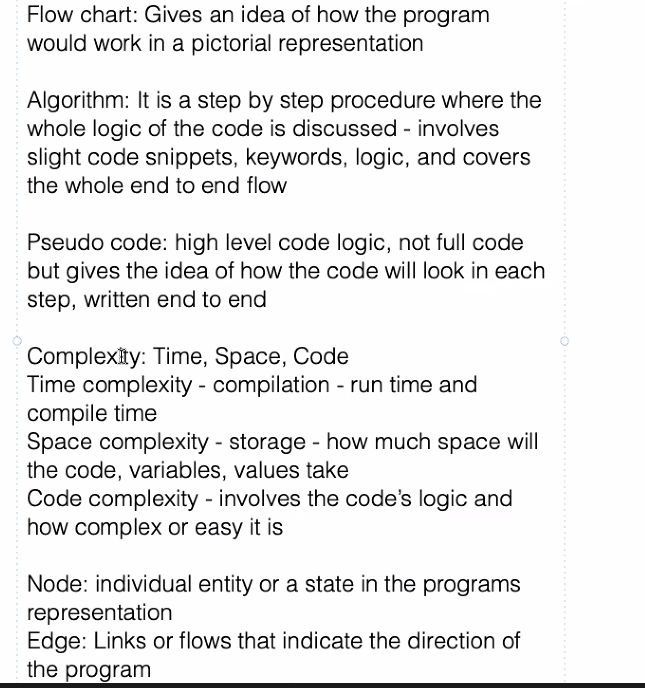 Flow chart: Gives an idea of how the program
would work in a pictorial representation
Algorithm: It is a step by step procedure where the
whole logic of the code is discussed - involves
slight code snippets, keywords, logic, and covers
the whole end to end flow
Pseudo code: high level code logic, not full code
but gives the idea of how the code will look in each
step, written end to end
Complexity: Time, Space, Code
Time complexity - compilation - run time and
compile time
Space complexity - storage - how much space will
the code, variables, values take
Code complexity - involves the code’s logic and
how complex or easy it is
Node: individual entity or a state in the programs
representation
Edge: Links or flows that indicate the direction of
the program